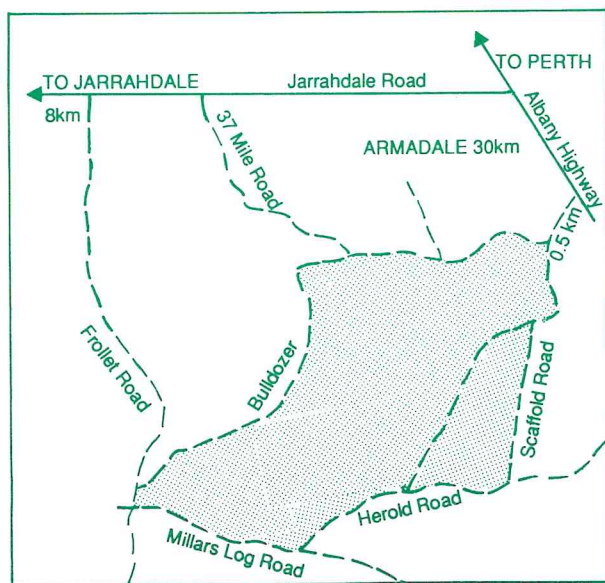 TO PERTH
TO JARRAHDALE
Jarrahdale Road
8km
37 Mile Road
Albany Highway
ARMADALE 30km
0.5 km
Frollet Road
Bulldozer
Scaffold Road
Herold Road
Millars Log Road